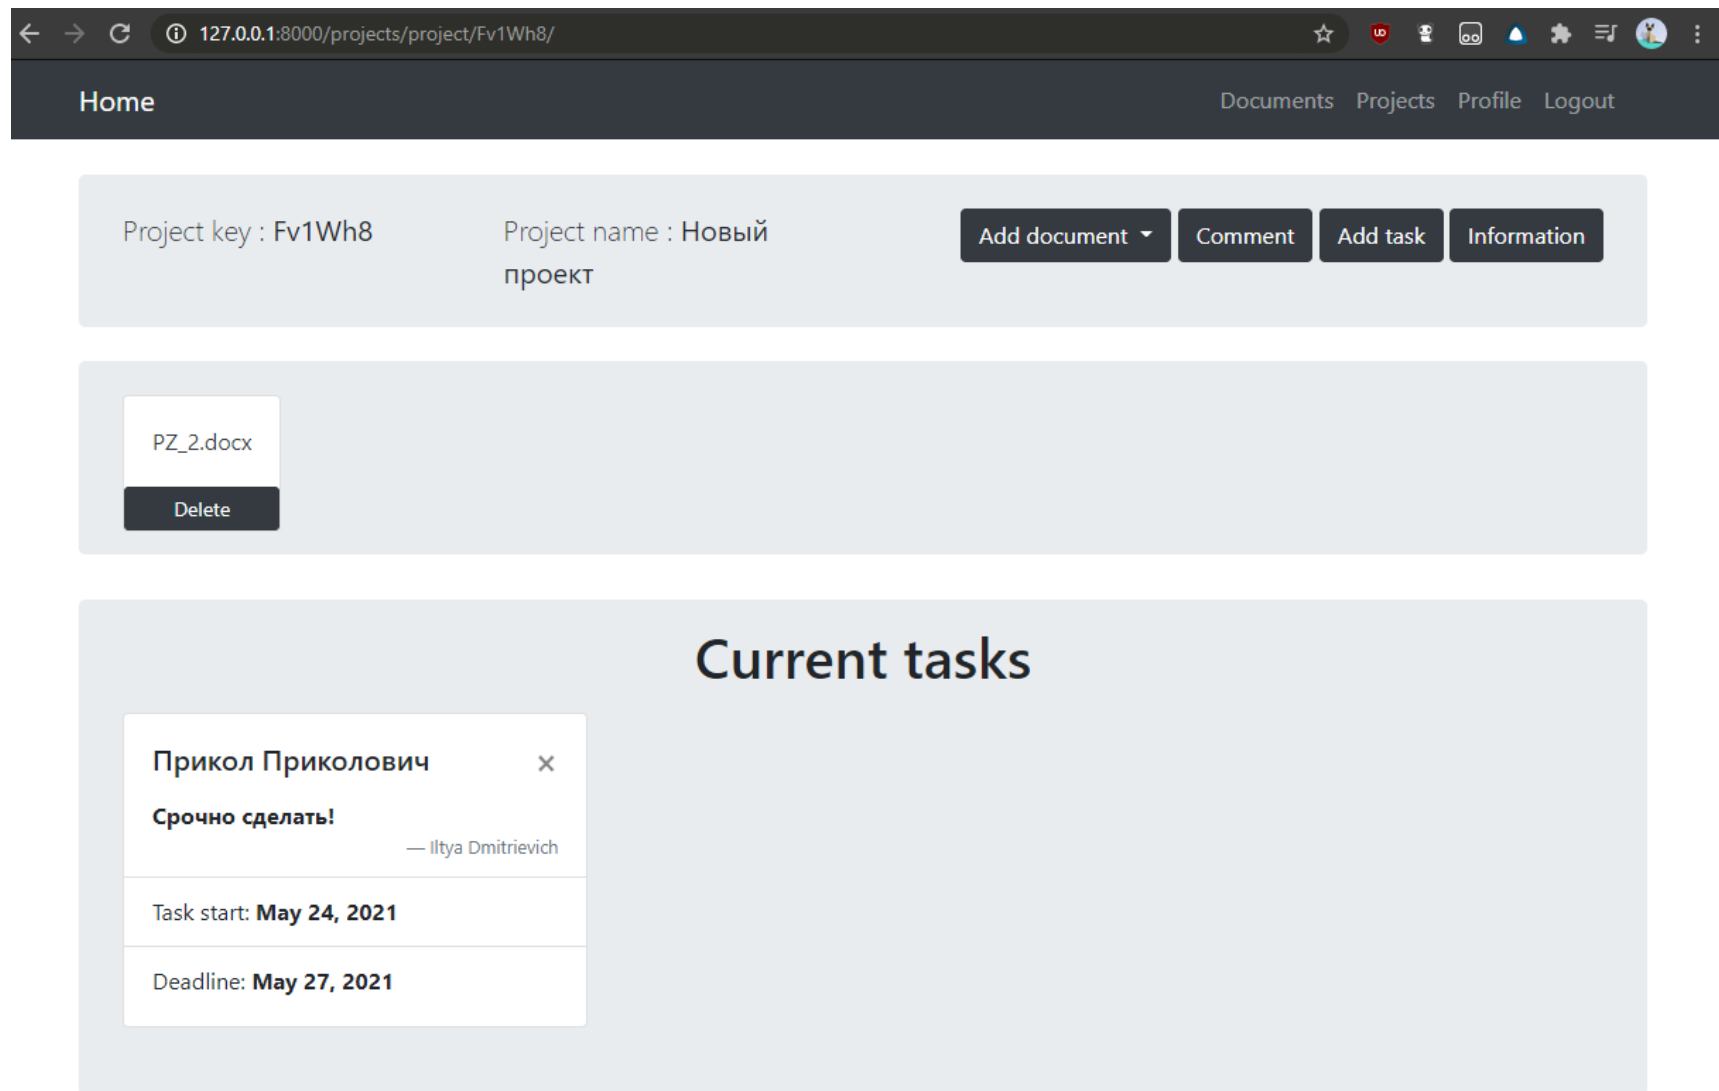 127.0.0.1:8000/projects/project/Fv1Wh8/
Home
Documents Projects Profile Logout
Project key : Fv1Wh8
Project name : Новый
проект
Add document
Comment
Add task
Information
PZ_2.docx
Delete
Current tasks
Прикол Приколович ×
Срочно сделать!
— Iltya Dmitrievich
Task start: May 24, 2021
Deadline: May 27, 2021